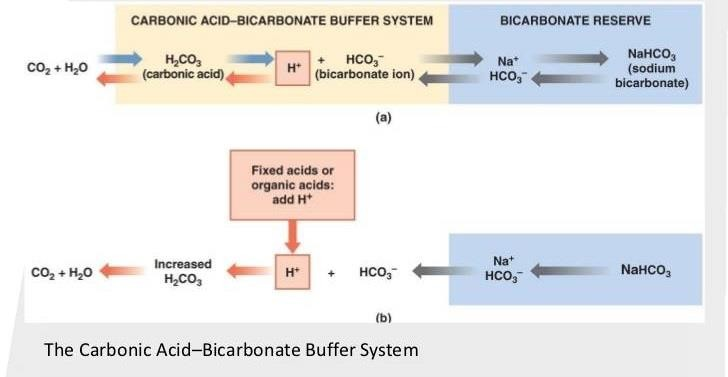 CARBONIC ACID–BICARBONATE BUFFER SYSTEM
BICARBONATE RESERVE
CO₂ + H₂O
H₂CO₃
(carbonic acid)
H⁺
+
HCO₃⁻
(bicarbonate ion)
Na⁺
HCO₃⁻
NaHCO₃
(sodium
bicarbonate)
(a)
Fixed acids or
organic acids:
add H⁺
CO₂ + H₂O
Increased
H₂CO₃
H⁺
+
HCO₃⁻
Na⁺
HCO₃⁻
NaHCO₃
(b)
The Carbonic Acid–Bicarbonate Buffer System